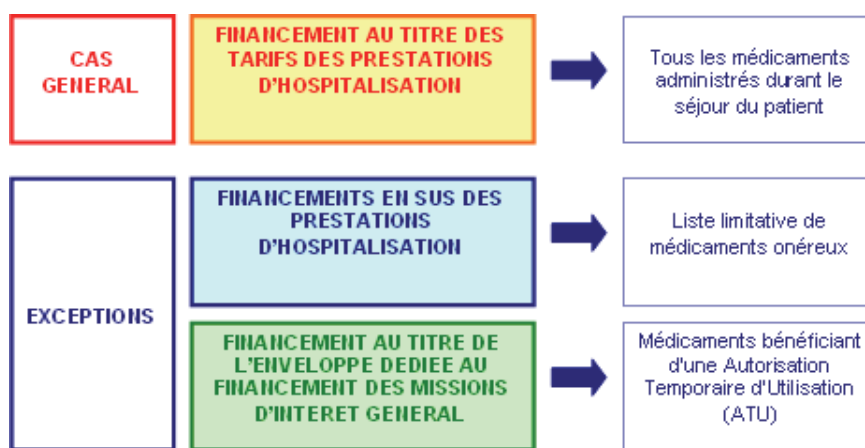 CAS
GENERAL
FINANCEMENT AU TITRE DES
TARIFS DES PRESTATIONS
D'HOSPITALISATION
Tous les médicaments
administrés durant le
séjour du patient
EXCEPTIONS
FINANCEMENTS EN SUS DES
PRESTATIONS
D'HOSPITALISATION
Liste limitative de
médicaments onéreux
FINANCEMENT AU TITRE DE
L'ENVELOPPE DEDIEE AU
FINANCEMENT DES MISSIONS
D'INTERET GENERAL
Médicaments bénéficiant
d'une Autorisation
Temporaire d'Utilisation
(ATU)